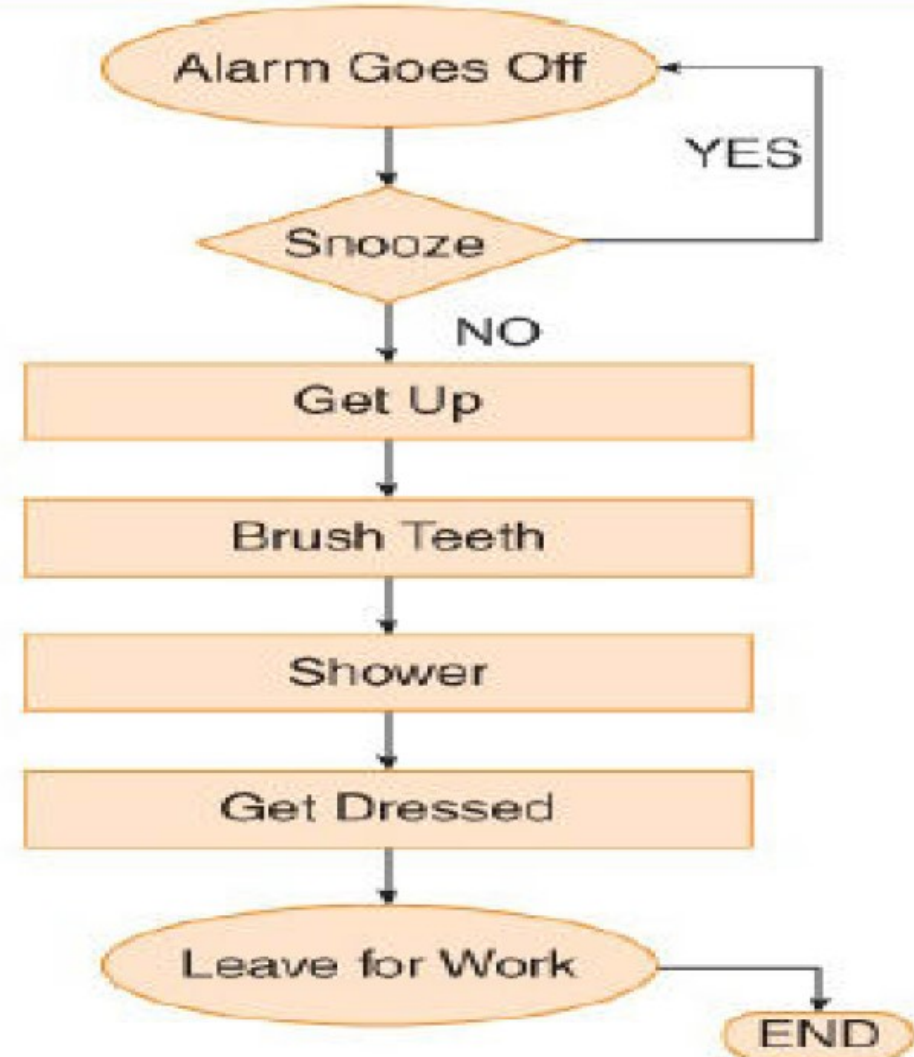 Alarm Goes Off
YES
Snooze
NO
Get Up
Brush Teeth
Shower
Get Dressed
Leave for Work
END